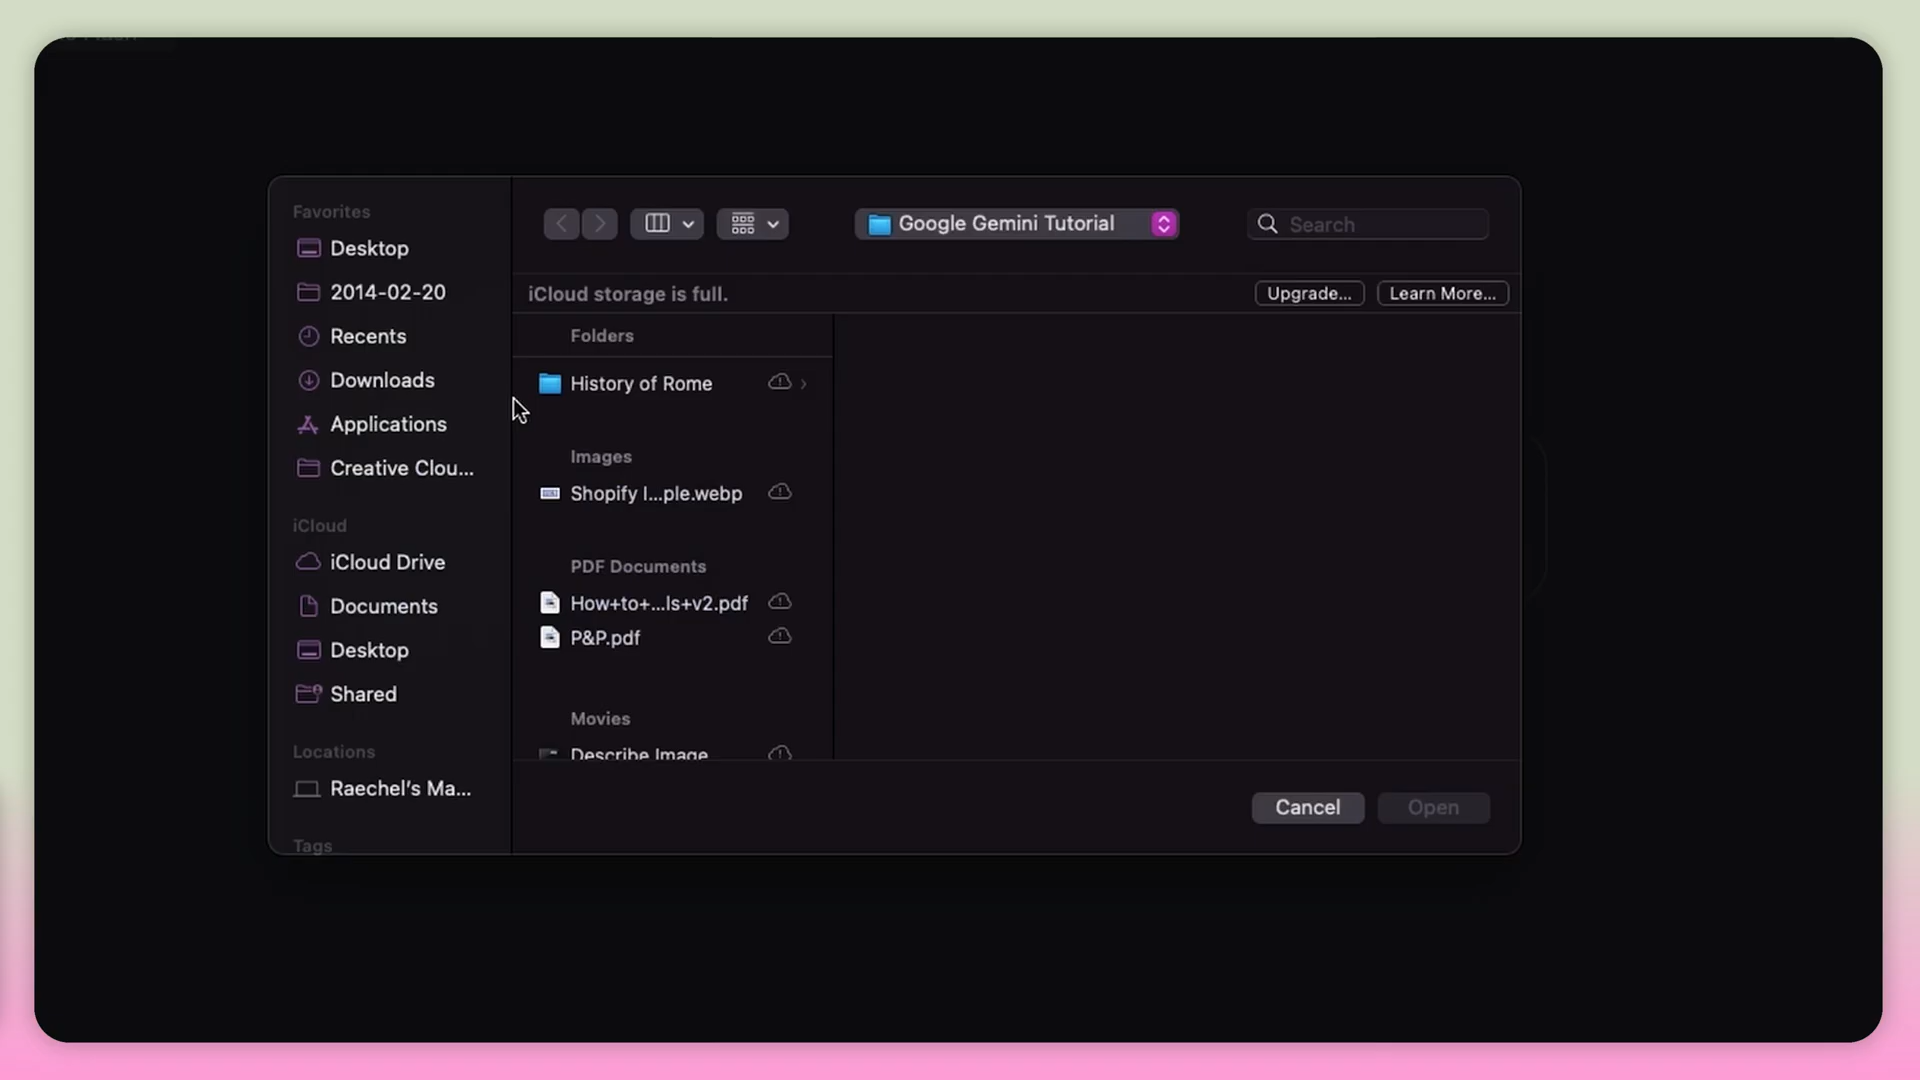 Favorites
Desktop
2014-02-20
Recents
Downloads
Applications
Creative Clou...
iCloud
iCloud Drive
Documents
Desktop
Shared
Locations
Raechel's Ma...
Tags
Google Gemini Tutorial
Search
iCloud storage is full.
Upgrade...
Learn More...
Folders
History of Rome
Images
Shopify I...ple.webp
PDF Documents
How+to+...ls+v2.pdf
P&P.pdf
Movies
Describe Image
Cancel
Open